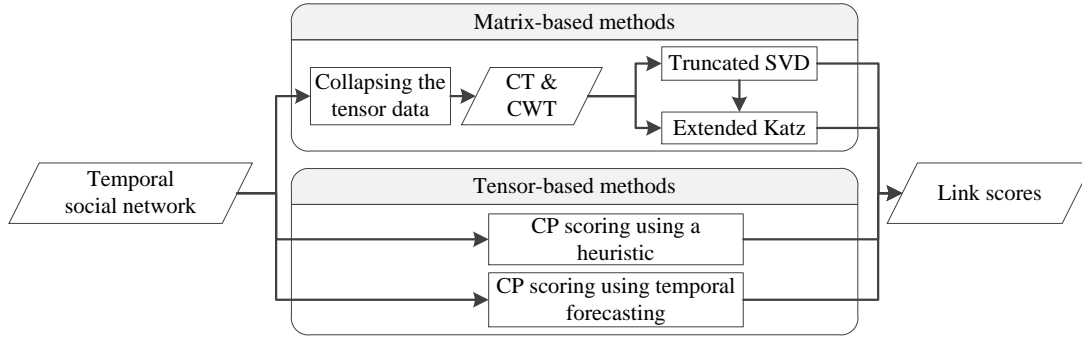 Matrix-based methods
Collapsing the
tensor data
CT &
CWT
Truncated SVD
Extended Katz
Temporal
social network
Tensor-based methods
CP scoring using a
heuristic
CP scoring using temporal
forecasting
Link scores